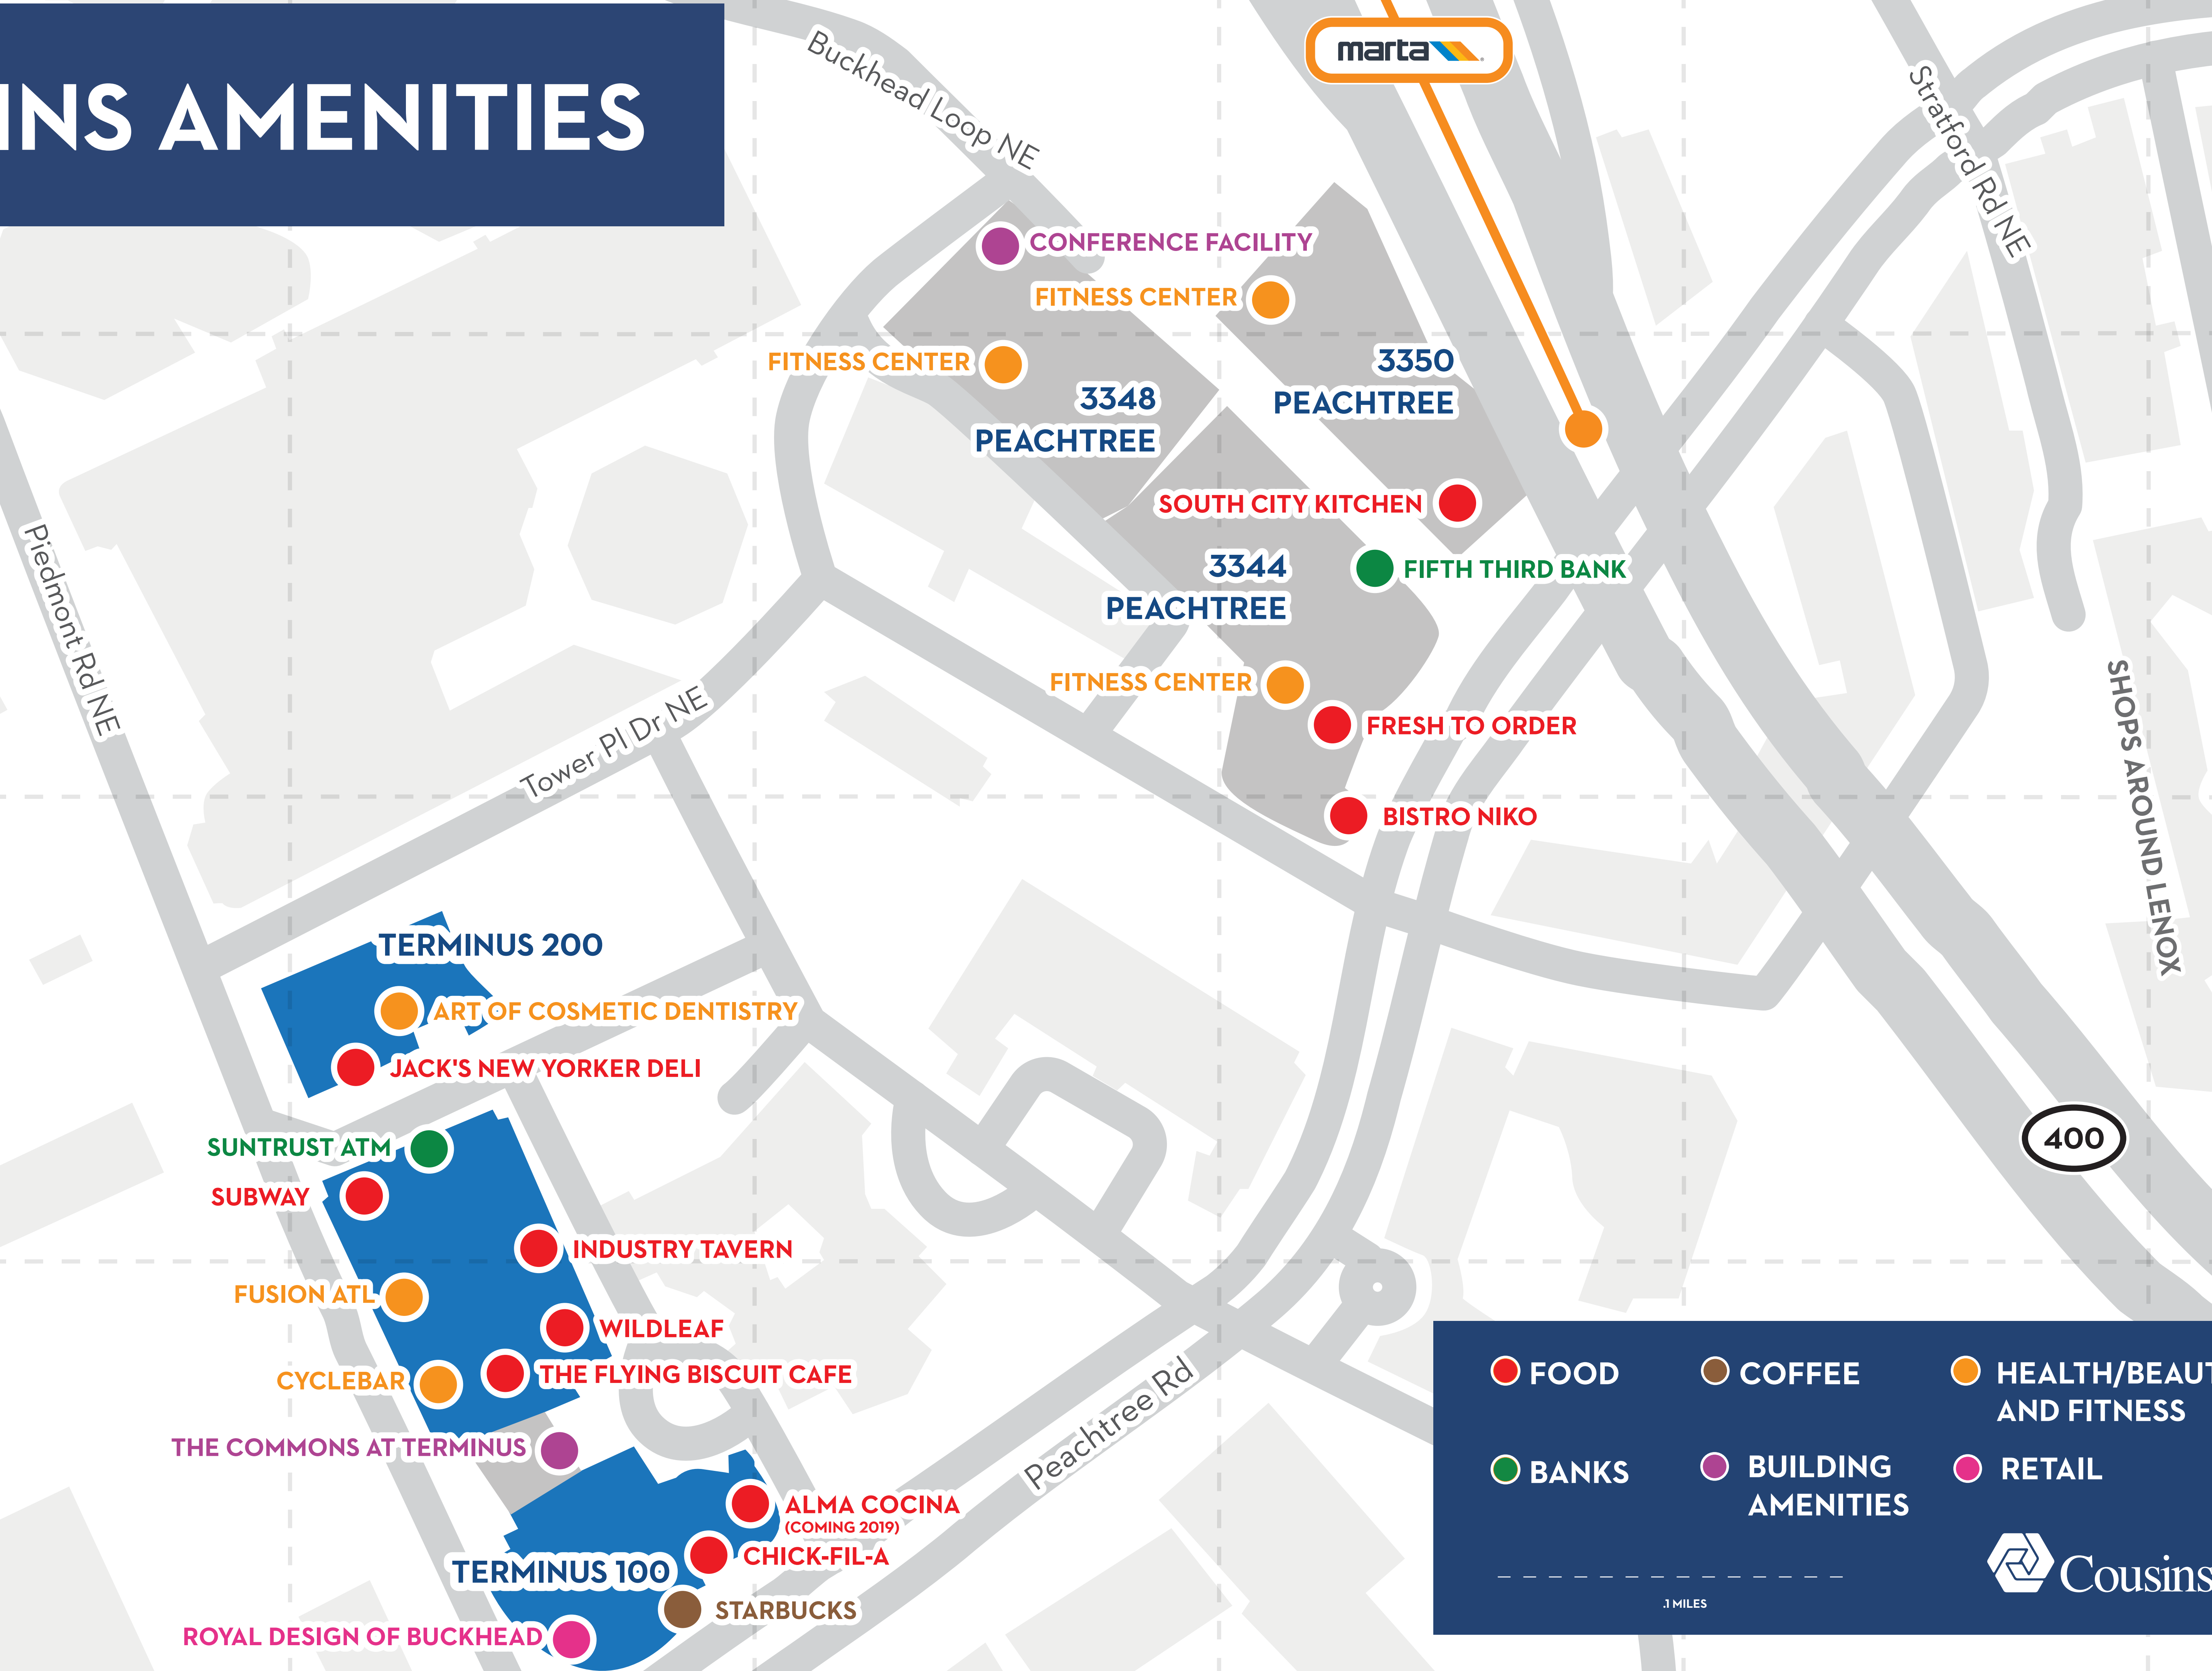 INS AMENITIES
marta
Buckhead Loop NE
Stratford Rd NE
CONFERENCE FACILITY
FITNESS CENTER
FITNESS CENTER
3348
PEACHTREE
3350
PEACHTREE
SOUTH CITY KITCHEN
3344
PEACHTREE
FIFTH THIRD BANK
FITNESS CENTER
FRESH TO ORDER
BISTRO NIKO
Piedmont Rd NE
Tower Pl Dr NE
SHOPS AROUND LENOX
TERMINUS 200
ART OF COSMETIC DENTISTRY
JACK'S NEW YORKER DELI
400
SUNTRUST ATM
SUBWAY
INDUSTRY TAVERN
FUSION ATL
WILDLEAF
CYCLEBAR
THE FLYING BISCUIT CAFE
THE COMMONS AT TERMINUS
Peachtree Rd
ALMA COCINA
(COMING 2019)
CHICK-FIL-A
TERMINUS 100
STARBUCKS
ROYAL DESIGN OF BUCKHEAD
FOOD
COFFEE
HEALTH/BEAUT
AND FITNESS
BANKS
BUILDING
AMENITIES
RETAIL
.1 MILES
Cousins